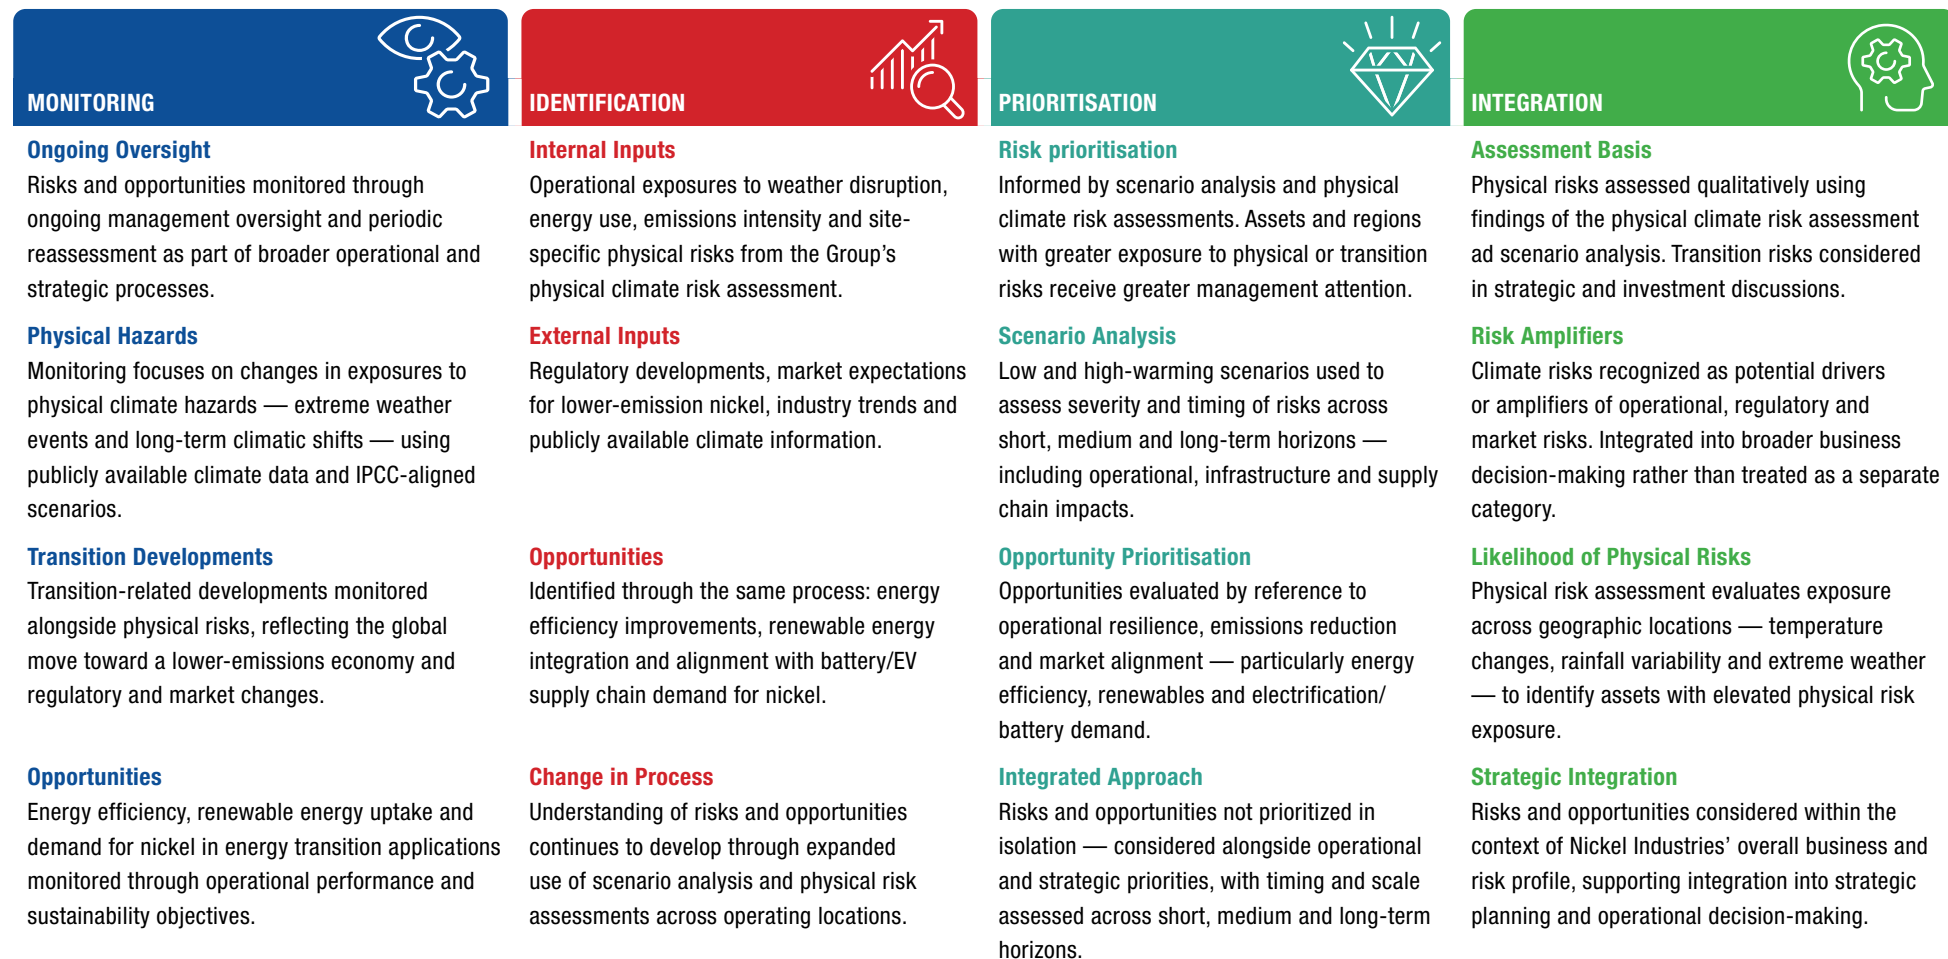 MONITORING
Ongoing Oversight
Risks and opportunities monitored through
ongoing management oversight and periodic
reassessment as part of broader operational and
strategic processes.
Physical Hazards
Monitoring focuses on changes in exposures to
physical climate hazards — extreme weather
events and long-term climatic shifts — using
publicly available climate data and IPCC-aligned
scenarios.
Transition Developments
Transition-related developments monitored
alongside physical risks, reflecting the global
move toward a lower-emissions economy and
regulatory and market changes.
Opportunities
Energy efficiency, renewable energy uptake and
demand for nickel in energy transition applications
monitored through operational performance and
sustainability objectives.
IDENTIFICATION
Internal Inputs
Operational exposures to weather disruption,
energy use, emissions intensity and site-
specific physical risks from the Group’s
physical climate risk assessment.
External Inputs
Regulatory developments, market expectations
for lower-emission nickel, industry trends and
publicly available climate information.
Opportunities
Identified through the same process: energy
efficiency improvements, renewable energy
integration and alignment with battery/EV
supply chain demand for nickel.
Change in Process
Understanding of risks and opportunities
continues to develop through expanded
use of scenario analysis and physical risk
assessments across operating locations.
PRIORITISATION
Risk prioritisation
Informed by scenario analysis and physical
climate risk assessments. Assets and regions
with greater exposure to physical or transition
risks receive greater management attention.
Scenario Analysis
Low and high-warming scenarios used to
assess severity and timing of risks across
short, medium and long-term horizons —
including operational, infrastructure and supply
chain impacts.
Opportunity Prioritisation
Opportunities evaluated by reference to
operational resilience, emissions reduction
and market alignment — particularly energy
efficiency, renewables and electrification/
battery demand.
Integrated Approach
Risks and opportunities not prioritized in
isolation — considered alongside operational
and strategic priorities, with timing and scale
assessed across short, medium and long-term
horizons.
INTEGRATION
Assessment Basis
Physical risks assessed qualitatively using
findings of the physical climate risk assessment
ad scenario analysis. Transition risks considered
in strategic and investment discussions.
Risk Amplifiers
Climate risks recognized as potential drivers
or amplifiers of operational, regulatory and
market risks. Integrated into broader business
decision-making rather than treated as a separate
category.
Likelihood of Physical Risks
Physical risk assessment evaluates exposure
across geographic locations — temperature
changes, rainfall variability and extreme weather
— to identify assets with elevated physical risk
exposure.
Strategic Integration
Risks and opportunities considered within the
context of Nickel Industries’ overall business and
risk profile, supporting integration into strategic
planning and operational decision-making.